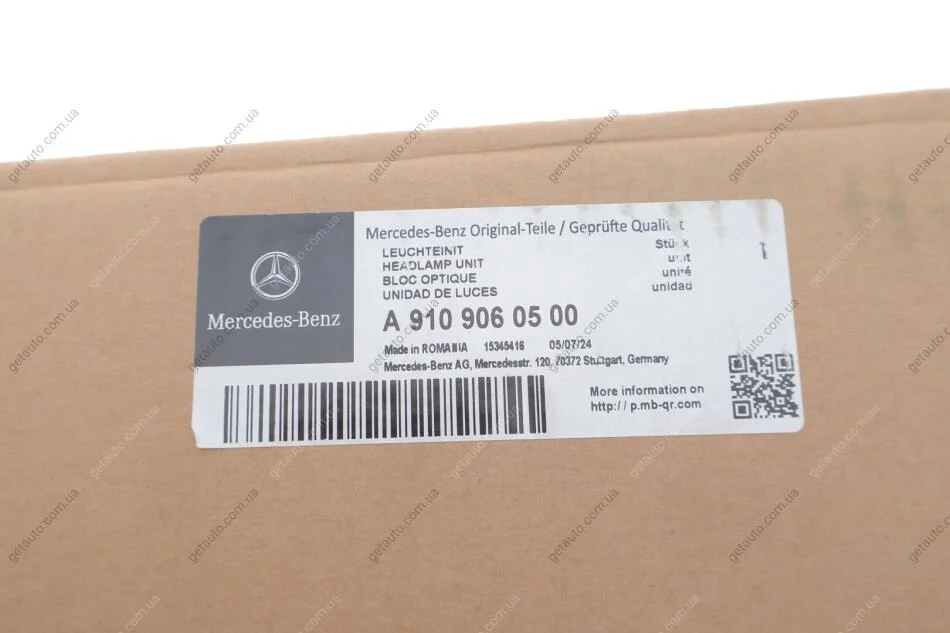 Mercedes-Benz
Mercedes-Benz Original-Teile / Geprüfte Qualität
LEUCHTEINIT
HEADLAMP UNIT
BLOC OPTIQUE
UNIDAD DE LUCES
Stück
unit
unité
unidad
1
A 910 906 05 00
Made in ROMANIA 15345416 05/07/24
Mercedes-Benz AG, Mercedesstr. 120, 70372 Stuttgart, Germany
More information on
http:// p.mb-qr.com
getauto.com.ua